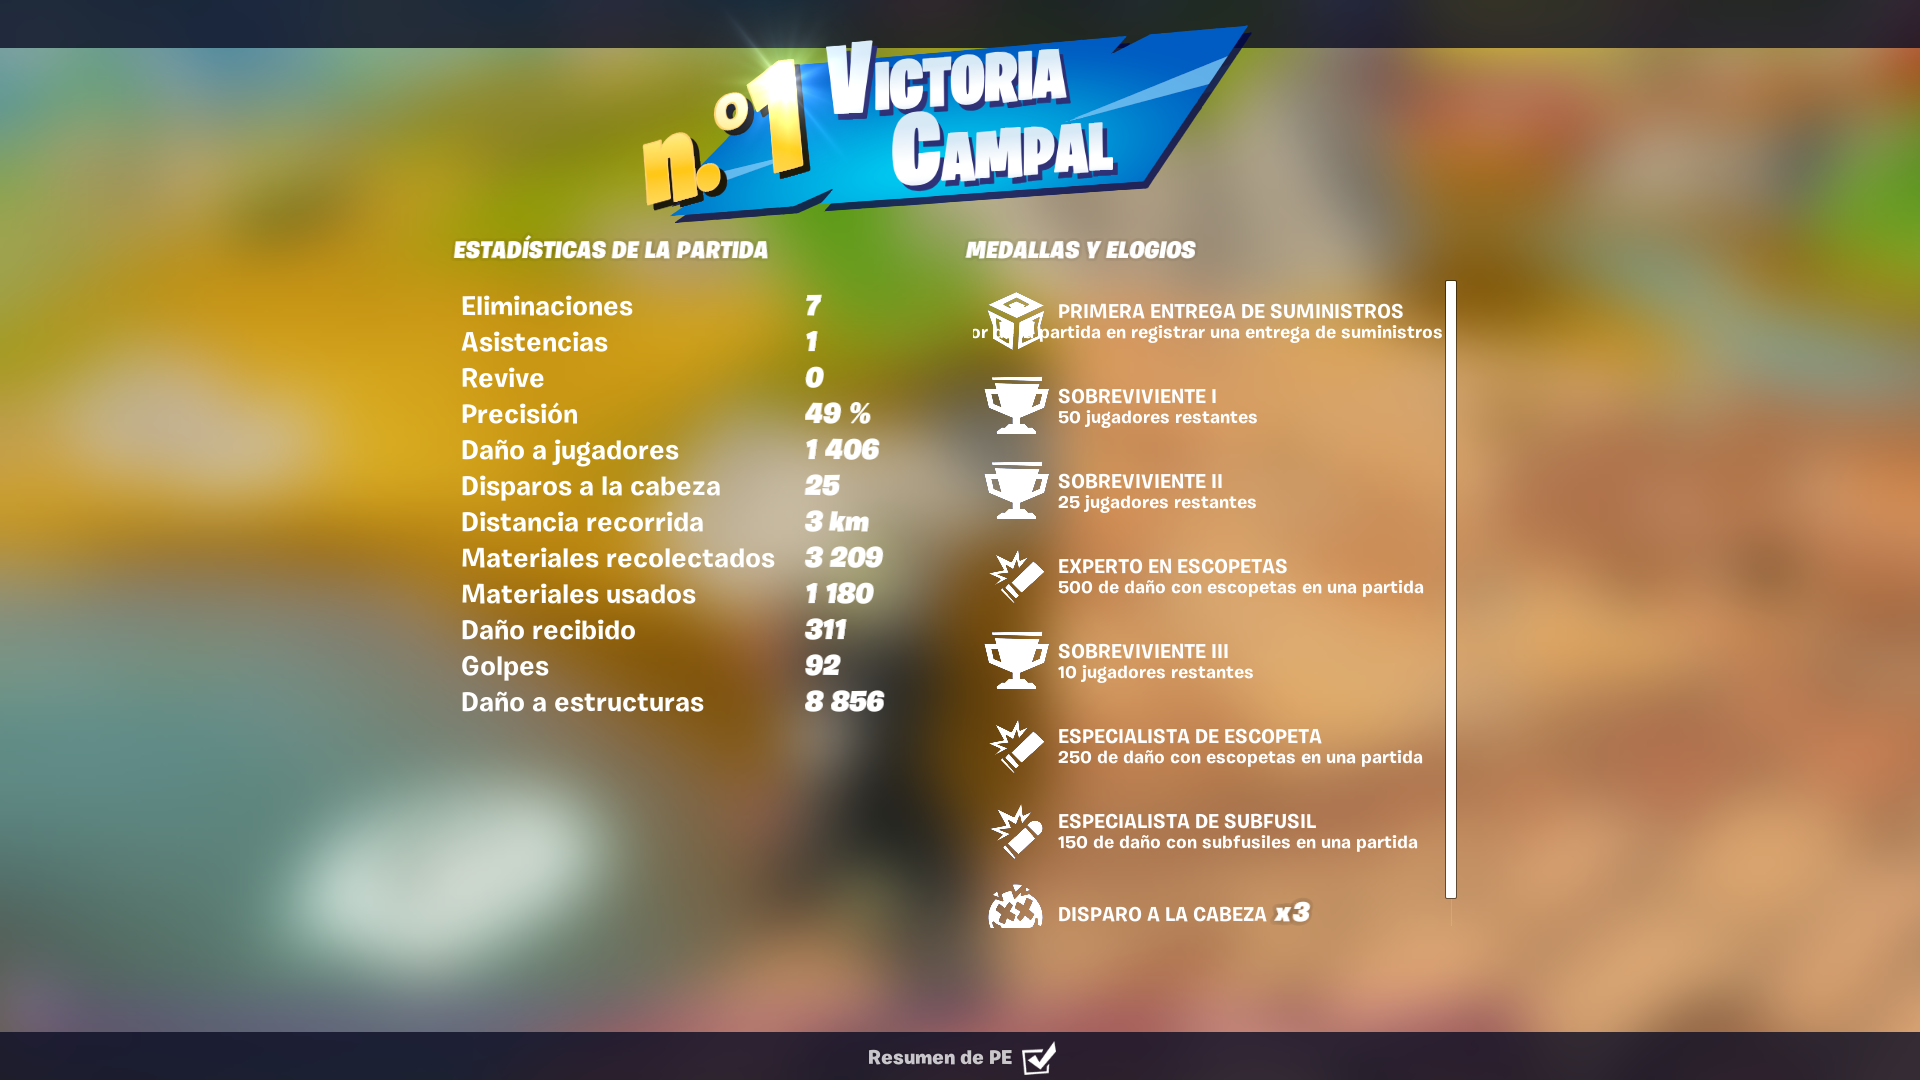 n.º1 VICTORIA
CAMPAL
ESTADÍSTICAS DE LA PARTIDA
Eliminaciones 7
Asistencias 1
Revive 0
Precisión 49 %
Daño a jugadores 1 406
Disparos a la cabeza 25
Distancia recorrida 3 km
Materiales recolectados 3 209
Materiales usados 1 180
Daño recibido 311
Golpes 92
Daño a estructuras 8 856
MEDALLAS Y ELOGIOS
PRIMERA ENTREGA DE SUMINISTROS
partida en registrar una entrega de suministros
SOBREVIVIENTE I
50 jugadores restantes
SOBREVIVIENTE II
25 jugadores restantes
EXPERTO EN ESCOPETAS
500 de daño con escopetas en una partida
SOBREVIVIENTE III
10 jugadores restantes
ESPECIALISTA DE ESCOPETA
250 de daño con escopetas en una partida
ESPECIALISTA DE SUBFUSIL
150 de daño con subfusiles en una partida
DISPARO A LA CABEZA x3
Resumen de PE